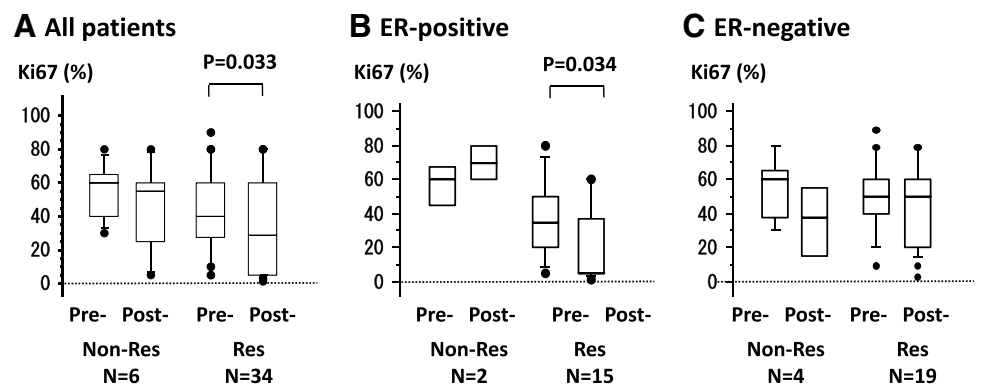 A All patients
Ki67 (%)
P=0.033
100
80
60
40
20
0
Pre- Post- Pre- Post-
Non-Res Res
N=6 N=34
B ER-positive
Ki67 (%)
P=0.034
100
80
60
40
20
0
Pre- Post- Pre- Post-
Non-Res Res
N=2 N=15
C ER-negative
Ki67 (%)
100
80
60
40
20
0
Pre- Post- Pre- Post-
Non-Res Res
N=4 N=19